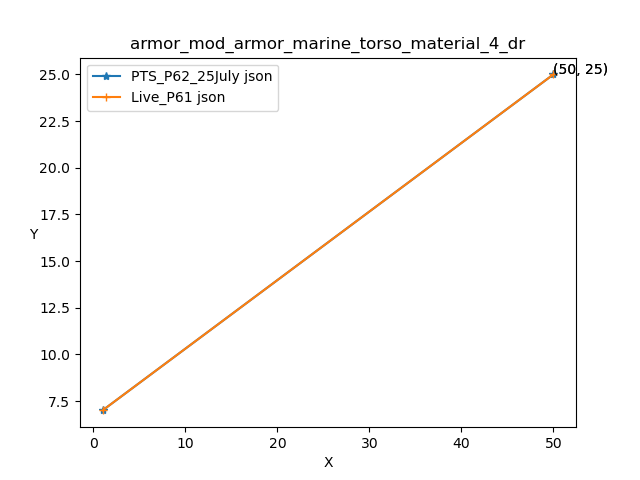 armor_mod_armor_marine_torso_material_4_dr
PTS_P62_25July json
Live_P61 json
(50, 25)
25.0
22.5
20.0
17.5
15.0
12.5
10.0
7.5
Y
0 10 20 30 40 50
X